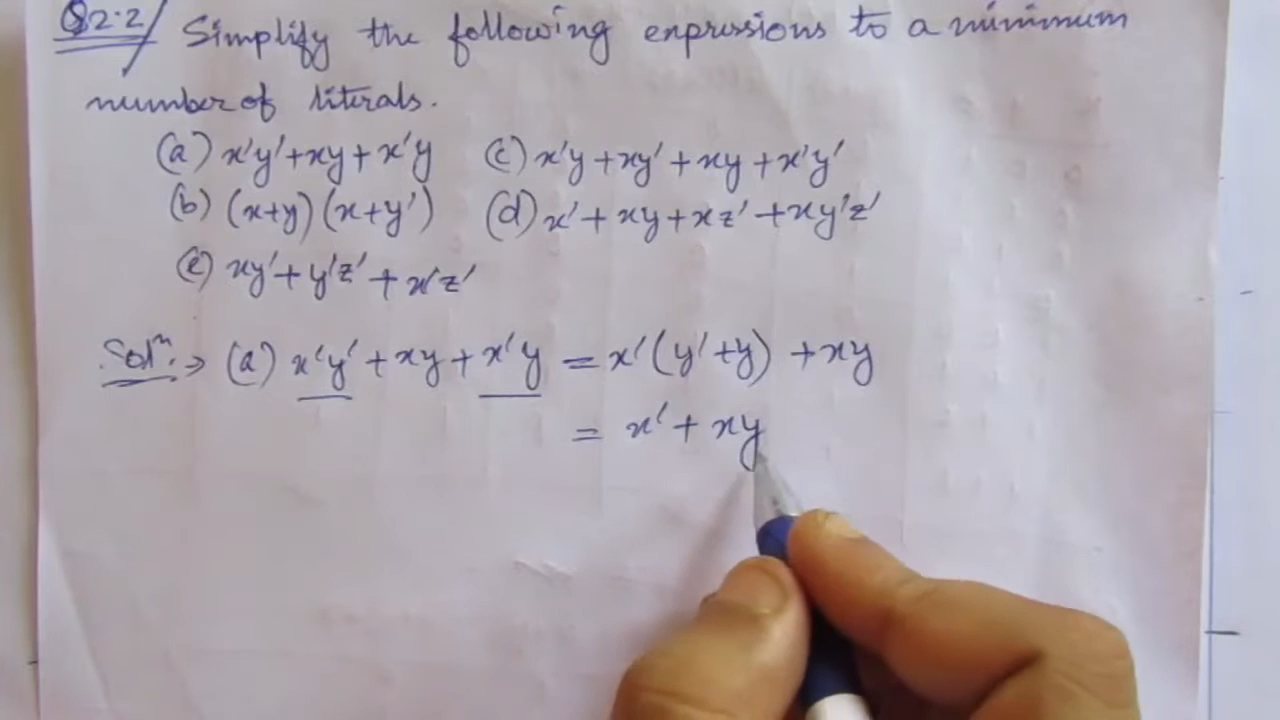 Q2.2/ Simplify the following expressions to a minimum
number of literals.
(a) x'y' + xy + x'y (c) x'y + xy' + xy + x'y'
(b) (x+y)(x+y') (d) x' + xy + xz' + xy'z'
(e) xy' + y'z' + x'z'
Solⁿ. → (a) x'y' + xy + x'y = x'(y'+y) + xy
= x' + xy